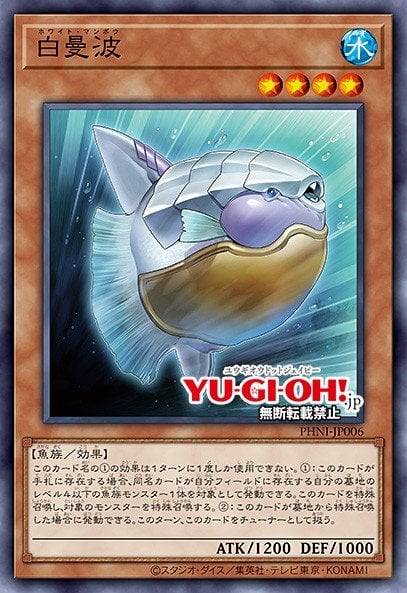 ホワイト・マンボウ
白曼波
水
ユウギオウドットジェイピー
YU-GI-OH!.jp
無断転載禁止
PHNI-JP006
【魚族／効果】
このカード名の①の効果は1ターンに1度しか使用できない。①：このカードが
手札に存在する場合、同名カードが自分フィールドに存在する自分の墓地の
レベル４以下の魚族モンスター1体を対象として発動できる。このカードを特殊
召喚し、対象のモンスターを特殊召喚する。②：このカードが墓地から特殊召喚
した場合に発動できる。このターン、このカードをチューナーとして扱う。
ATK/1200 DEF/1000
©スタジオ・ダイス／集英社・テレビ東京・KONAMI